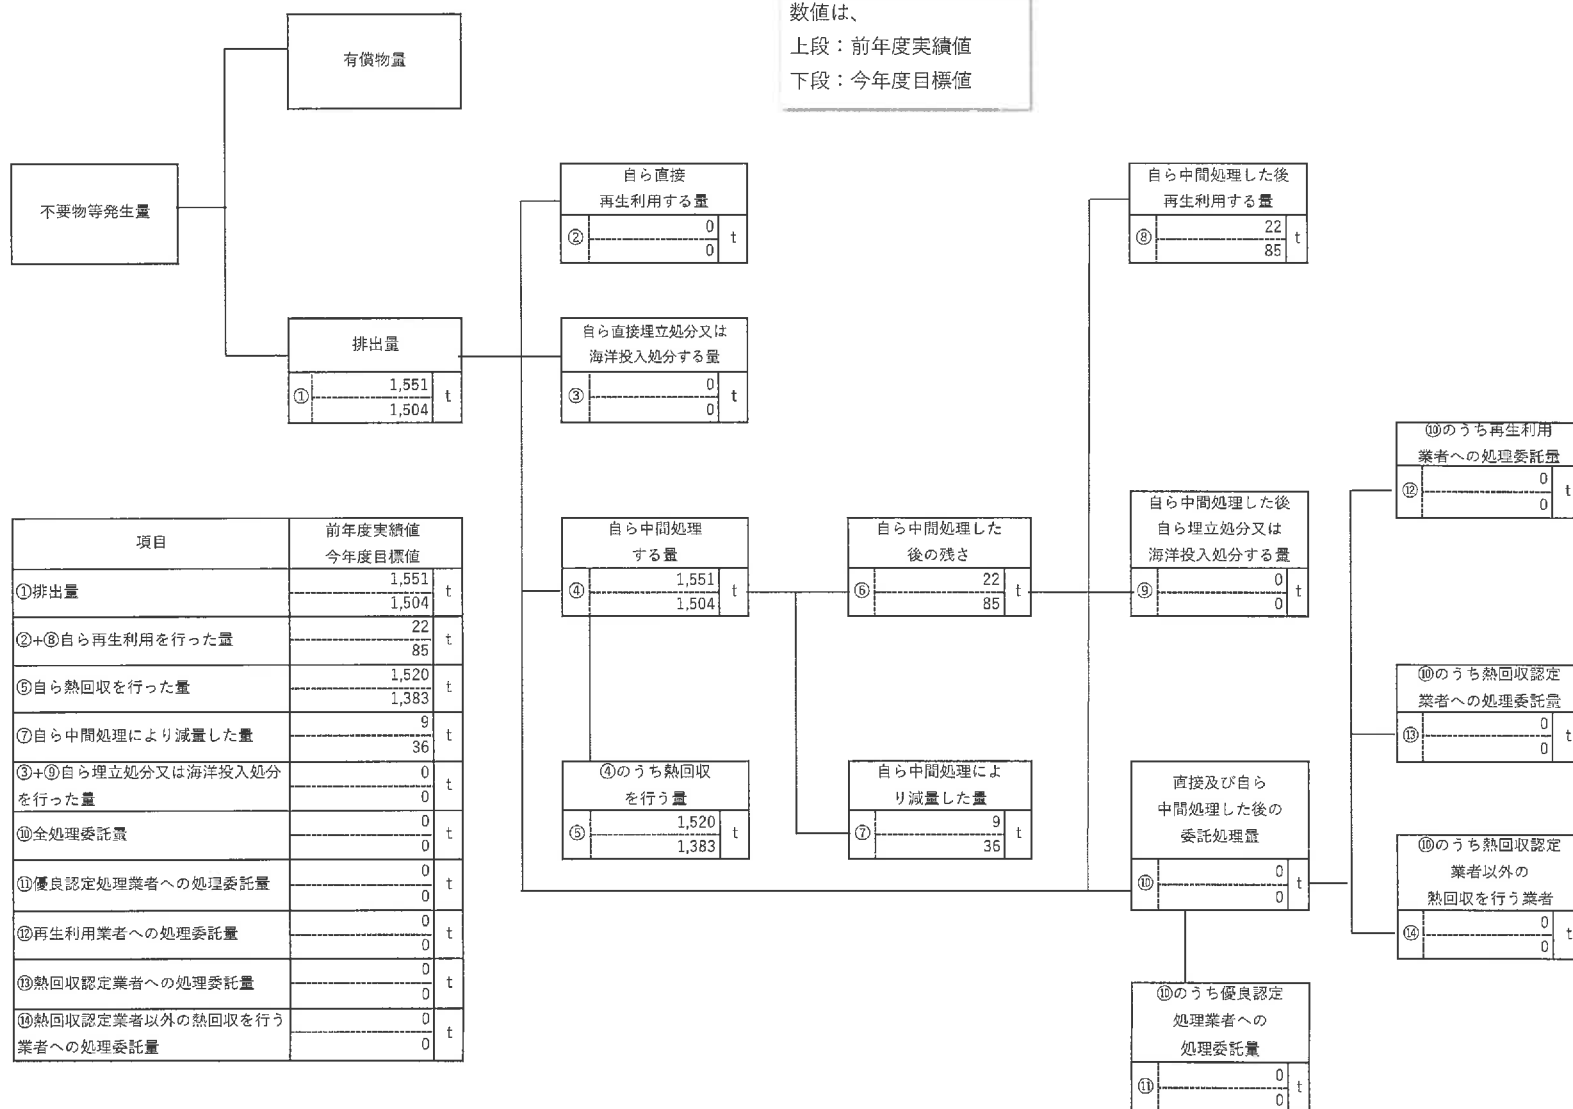 数値は、
上段：前年度実績値
下段：今年度目標値
有償物量
不要物等発生量
排出量
①
1,551
1,504
t
自ら直接
再生利用する量
②
0
0
t
自ら直接埋立処分又は
海洋投入処分する量
③
0
0
t
自ら中間処理
する量
④
1,551
1,504
t
④のうち熱回収
を行う量
⑤
1,520
1,383
t
自ら中間処理した
後の残さ
⑥
22
85
t
自ら中間処理によ
り減量した量
⑦
9
36
t
自ら中間処理した後
再生利用する量
⑧
22
85
t
自ら中間処理した後
自ら埋立処分又は
海洋投入処分する量
⑨
0
0
t
直接及び自ら
中間処理した後の
委託処理量
⑩
0
0
t
⑩のうち優良認定
処理業者への
処理委託量
⑪
0
0
t
⑩のうち再生利用
業者への処理委託量
⑫
0
0
t
⑩のうち熱回収認定
業者への処理委託量
⑬
0
0
t
⑩のうち熱回収認定
業者以外の
熱回収を行う業者
⑭
0
0
t
項目
前年度実績値
今年度目標値
①排出量
1,551
1,504
t
②+⑧自ら再生利用を行った量
22
85
t
⑤自ら熱回収を行った量
1,520
1,383
t
⑦自ら中間処理により減量した量
9
36
t
③+⑨自ら埋立処分又は海洋投入処分
を行った量
0
0
t
⑩全処理委託量
0
0
t
⑪優良認定処理業者への処理委託量
0
0
t
⑫再生利用業者への処理委託量
0
0
t
⑬熱回収認定業者への処理委託量
0
0
t
⑭熱回収認定業者以外の熱回収を行う
業者への処理委託量
0
0
t